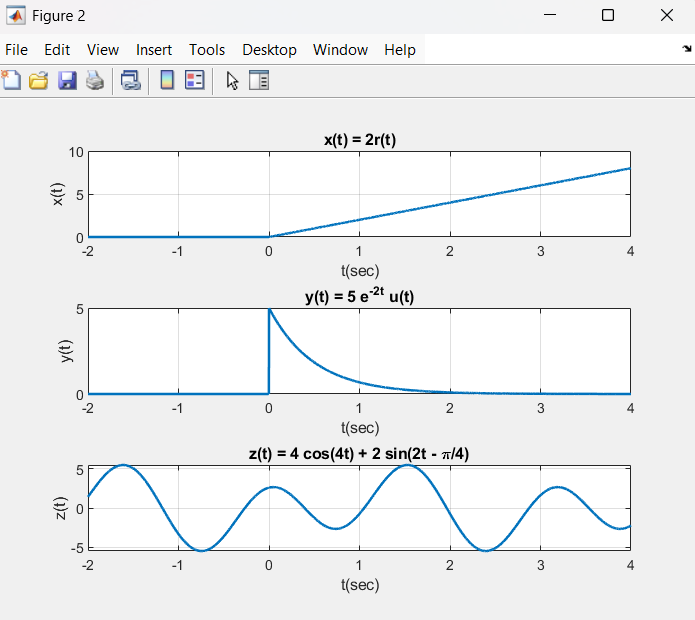 Figure 2
File Edit View Insert Tools Desktop Window Help
x(t) = 2r(t)
10
5
0
x(t)
-2 -1 0 1 2 3 4
t(sec)
y(t) = 5 e^-2t u(t)
5
0
y(t)
-2 -1 0 1 2 3 4
t(sec)
z(t) = 4 cos(4t) + 2 sin(2t - π/4)
5
0
-5
z(t)
-2 -1 0 1 2 3 4
t(sec)